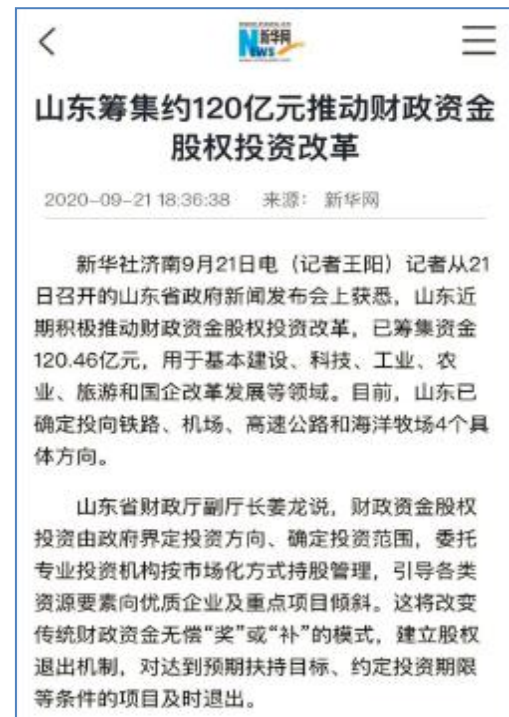 新华网
News
山东筹集约120亿元推动财政资金
股权投资改革
2020-09-21 18:36:38 来源： 新华网
新华社济南9月21日电（记者王阳）记者从21
日召开的山东省政府新闻发布会上获悉，山东近
期积极推动财政资金股权投资改革，已筹集资金
120.46亿元，用于基本建设、科技、工业、农
业、旅游和国企改革发展等领域。目前，山东已
确定投向铁路、机场、高速公路和海洋牧场4个具
体方向。
山东省财政厅副厅长姜龙说，财政资金股权
投资由政府界定投资方向、确定投资范围，委托
专业投资机构按市场化方式持股管理，引导各类
资源要素向优质企业及重点项目倾斜。这将改变
传统财政资金无偿“奖”或“补”的模式，建立股权
退出机制，对达到预期扶持目标、约定投资期限
等条件的项目及时退出。